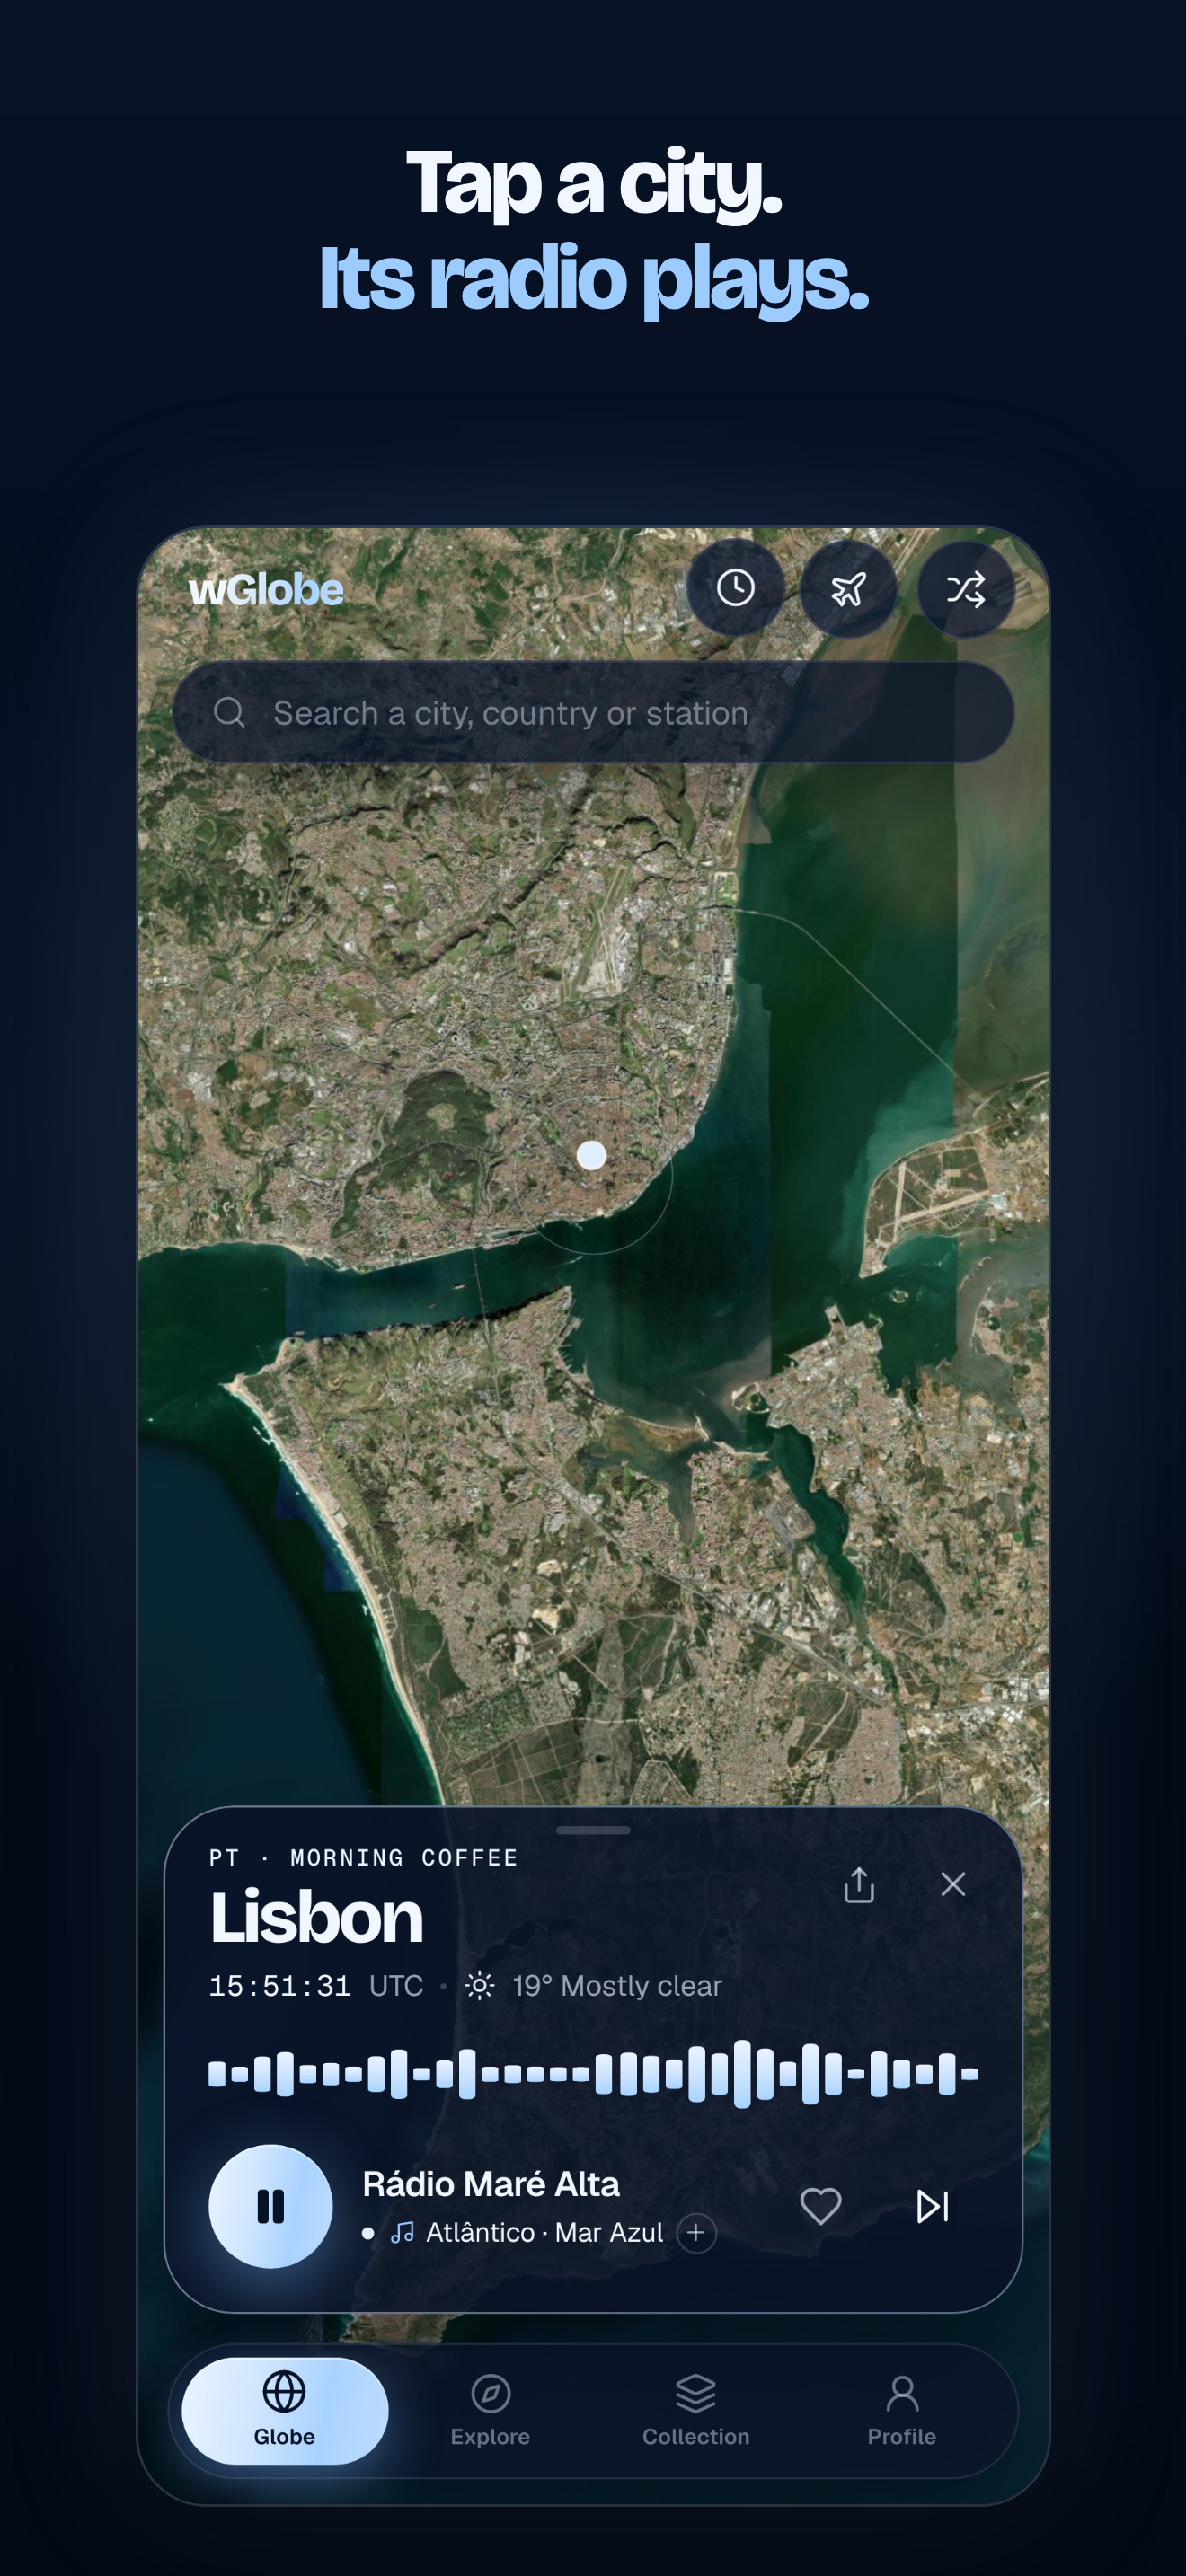 Tap a city.
Its radio plays.
wGlobe
Search a city, country or station
PT · MORNING COFFEE
Lisbon
15:51:31 UTC • 19° Mostly clear
Rádio Maré Alta
Atlântico · Mar Azul
Globe
Explore
Collection
Profile